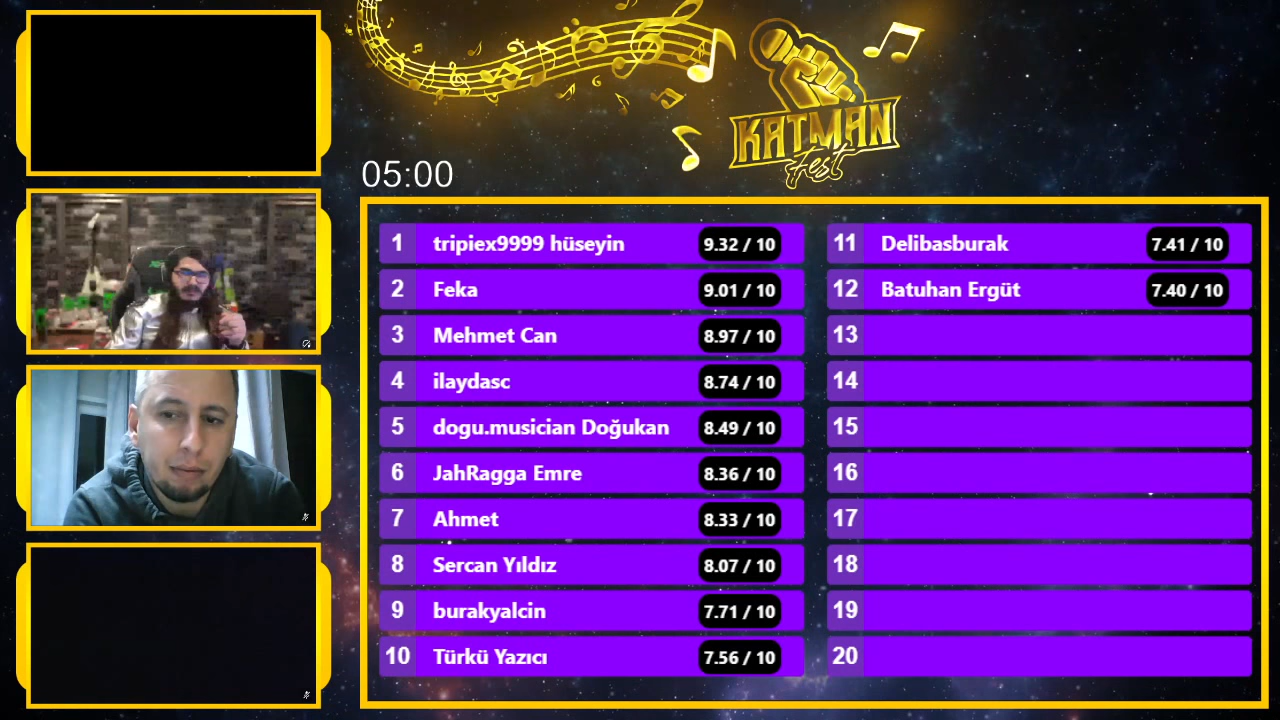 KATMAN
Fest
05:00
1 tripiex9999 hüseyin 9.32 / 10
2 Feka 9.01 / 10
3 Mehmet Can 8.97 / 10
4 ilaydasc 8.74 / 10
5 dogu.musician Doğukan 8.49 / 10
6 JahRagga Emre 8.36 / 10
7 Ahmet 8.33 / 10
8 Sercan Yıldız 8.07 / 10
9 burakyalcin 7.71 / 10
10 Türkü Yazıcı 7.56 / 10
11 Delibasburak 7.41 / 10
12 Batuhan Ergüt 7.40 / 10
13
14
15
16
17
18
19
20